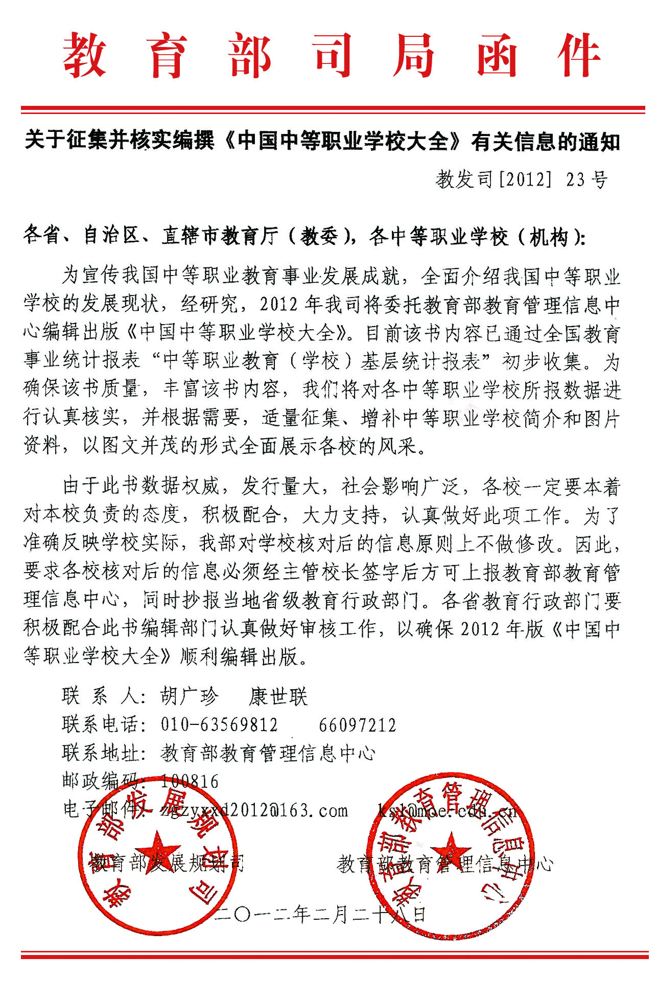 教育部司局函件
关于征集并核实编撰《中国中等职业学校大全》有关信息的通知
教发司[2012] 23号
各省、自治区、直辖市教育厅（教委），各中等职业学校（机构）：
为宣传我国中等职业教育事业发展成就，全面介绍我国中等职业
学校的发展现状，经研究，2012年我司将委托教育部教育管理信息中
心编辑出版《中国中等职业学校大全》。目前该书内容已通过全国教育
事业统计报表“中等职业教育（学校）基层统计报表”初步收集。为
确保该书质量，丰富该书内容，我们将对各中等职业学校所报数据进
行认真核实，并根据需要，适量征集、增补中等职业学校简介和图片
资料，以图文并茂的形式全面展示各校的风采。
由于此书数据权威，发行量大，社会影响广泛，各校一定要本着
对本校负责的态度，积极配合，大力支持，认真做好此项工作。为了
准确反映学校实际，我部对学校核对后的信息原则上不做修改。因此，
要求各校核对后的信息必须经主管校长签字后方可上报教育部教育管
理信息中心，同时抄报当地省级教育行政部门。各省教育行政部门要
积极配合此书编辑部门认真做好审核工作，以确保2012年版《中国中
等职业学校大全》顺利编辑出版。
联 系 人：胡广珍 康世联
联系电话：010-63569812 66097212
联系地址：教育部教育管理信息中心
邮政编码：100816
电子邮件：zgzyxxd2012@163.com ksl@moe.edu.cn
教育部发展规划司 教育部教育管理信息中心
二〇一二年二月二十八日
教育部发展规划司
教育部教育管理信息中心